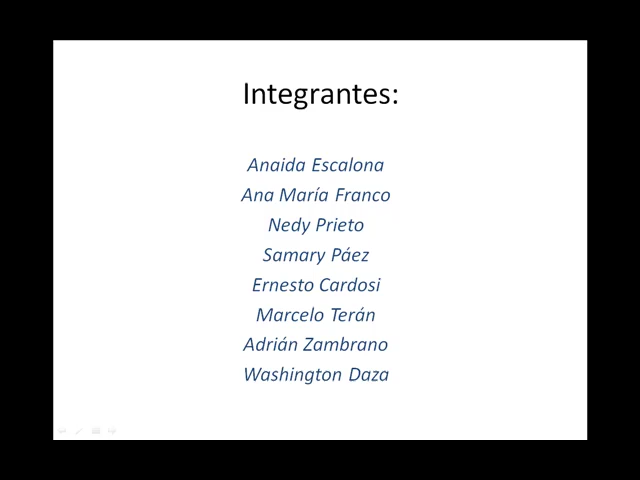 Integrantes:
Anaida Escalona
Ana María Franco
Nedy Prieto
Samary Páez
Ernesto Cardosi
Marcelo Terán
Adrián Zambrano
Washington Daza